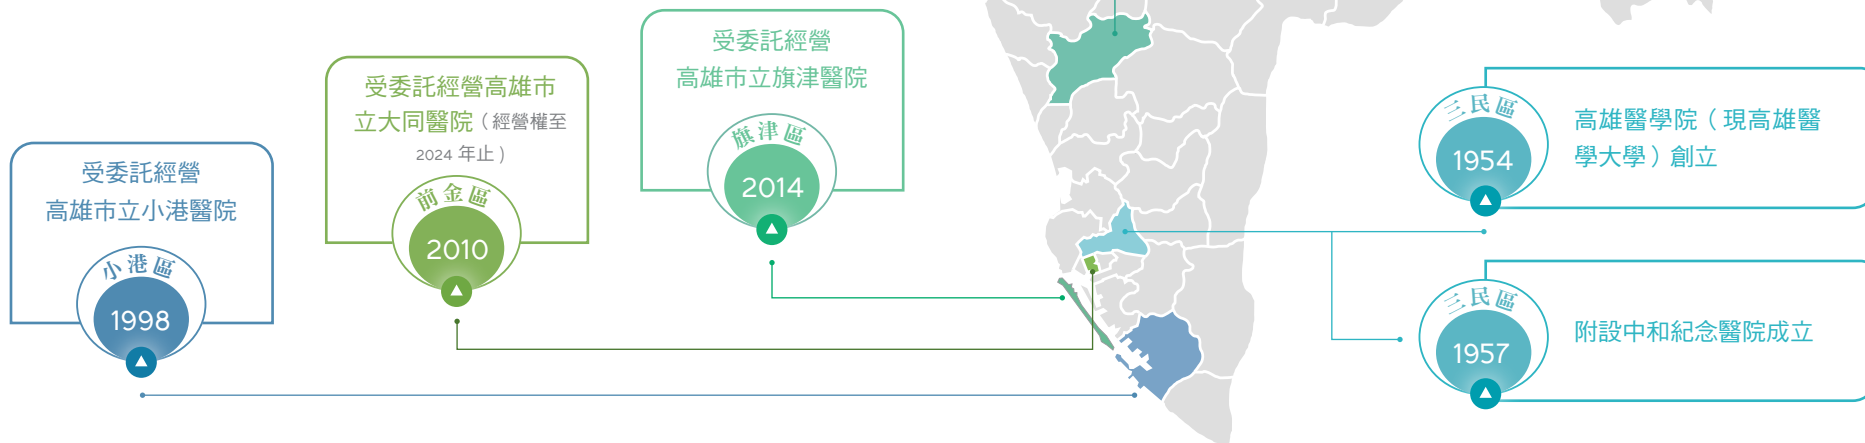 受委託經營
高雄市立小港醫院
小港區
1998
受委託經營高雄市
立大同醫院（經營權至
2024 年止）
前金區
2010
受委託經營
高雄市立旗津醫院
旗津區
2014
三民區
1954
高雄醫學院（現高雄醫
學大學）創立
三民區
1957
附設中和紀念醫院成立